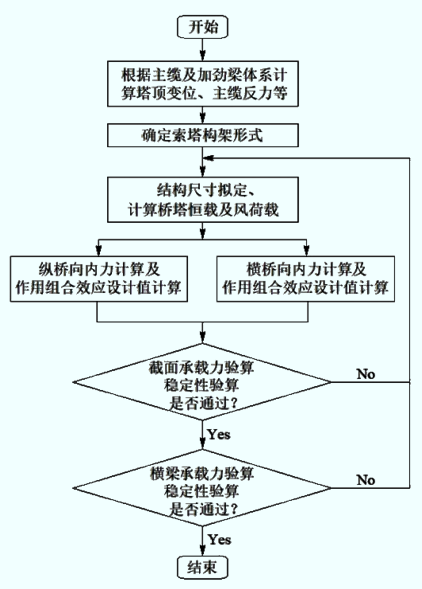 开始
根据主缆及加劲梁体系计
算塔顶变位、主缆反力等
确定索塔构架形式
结构尺寸拟定、
计算桥塔恒载及风荷载
纵桥向内力计算及
作用组合效应设计值计算
横桥向内力计算及
作用组合效应设计值计算
截面承载力验算
稳定性验算
是否通过?
No
Yes
横梁承载力验算
稳定性验算
是否通过?
No
Yes
结束